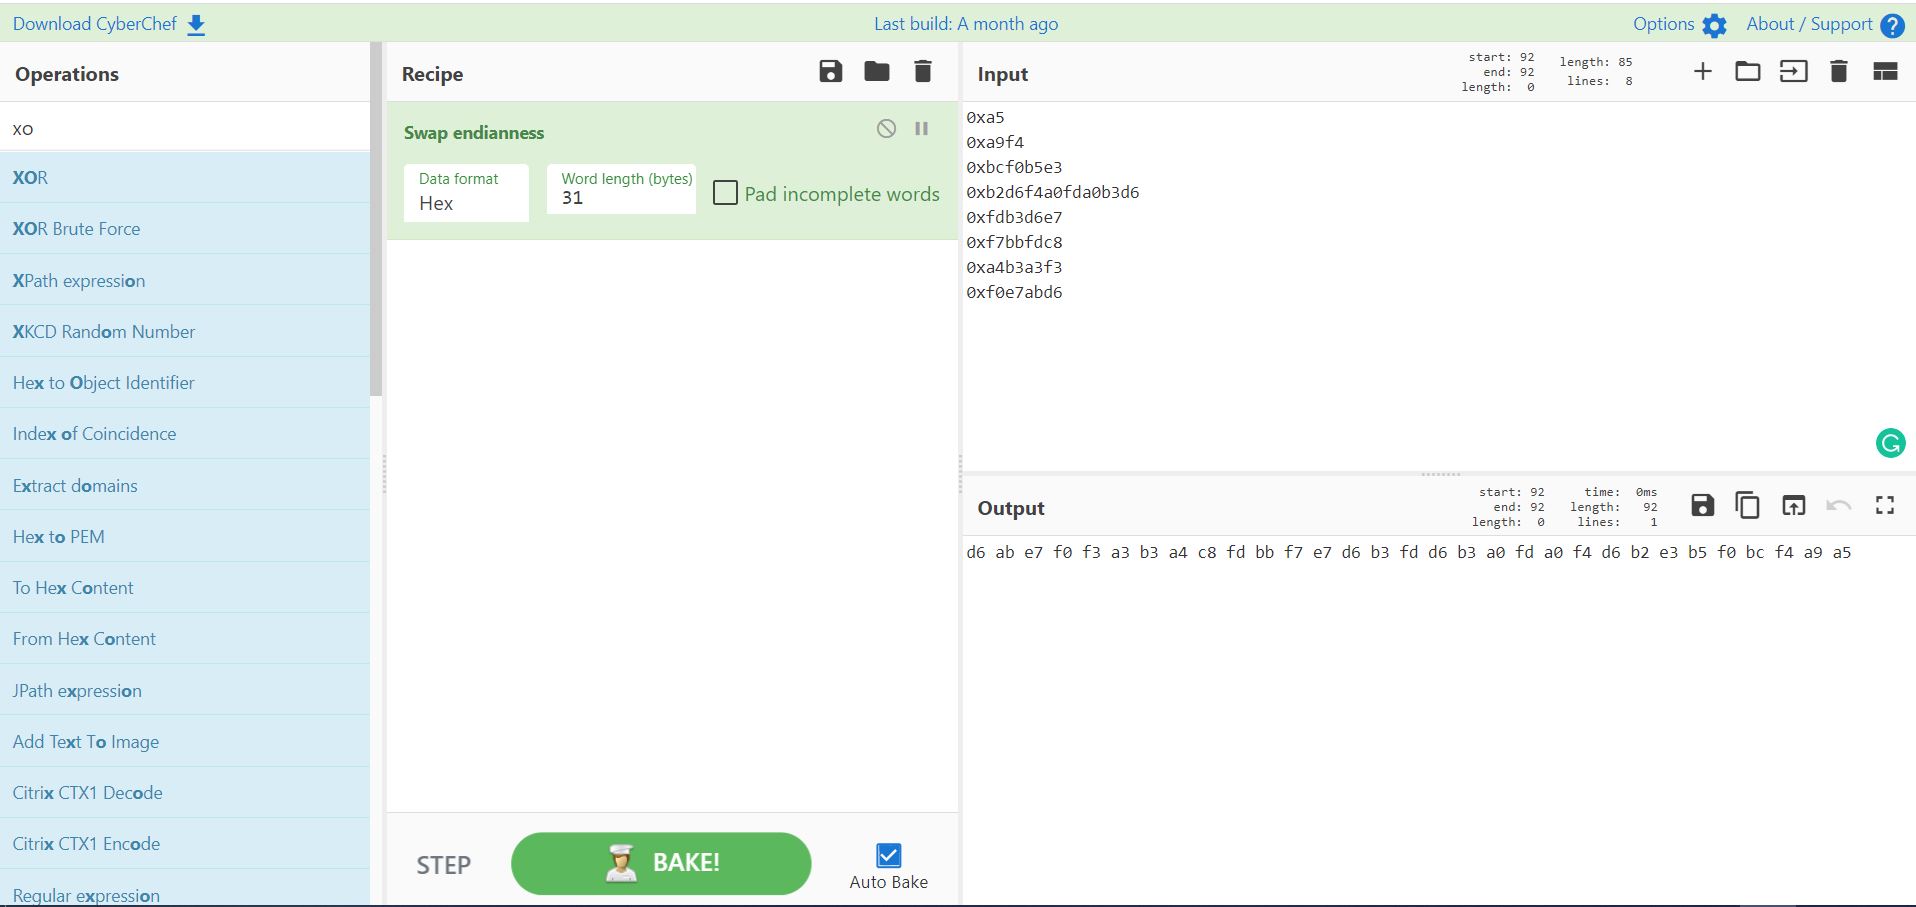 Download CyberChef
Last build: A month ago
Options
About / Support
Operations
xo
XOR
XOR Brute Force
XPath expression
XKCD Random Number
Hex to Object Identifier
Index of Coincidence
Extract domains
Hex to PEM
To Hex Content
From Hex Content
JPath expression
Add Text To Image
Citrix CTX1 Decode
Citrix CTX1 Encode
Regular expression
Recipe
Swap endianness
Data format
Hex
Word length (bytes)
31
Pad incomplete words
STEP
BAKE!
Auto Bake
Input
start: 92
end: 92
length: 0
length: 85
lines: 8
0xa5
0xa9f4
0xbcf0b5e3
0xb2d6f4a0fda0b3d6
0xfdb3d6e7
0xf7bbfdc8
0xa4b3a3f3
0xf0e7abd6
Output
start: 92
end: 92
length: 0
time: 0ms
length: 92
lines: 1
d6 ab e7 f0 f3 a3 b3 a4 c8 fd bb f7 e7 d6 b3 fd d6 b3 a0 fd a0 f4 d6 b2 e3 b5 f0 bc f4 a9 a5